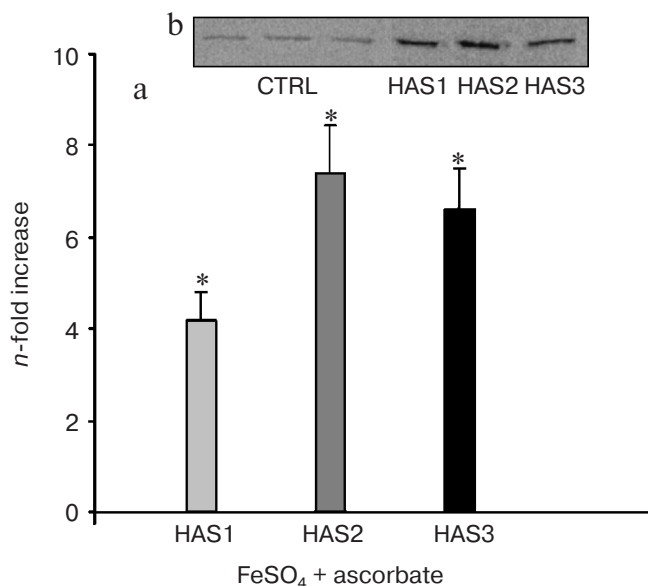 b
10
a
CTRL HAS1 HAS2 HAS3
*
8
*
n-fold increase
6
*
4
2
0
HAS1 HAS2 HAS3
FeSO₄ + ascorbate